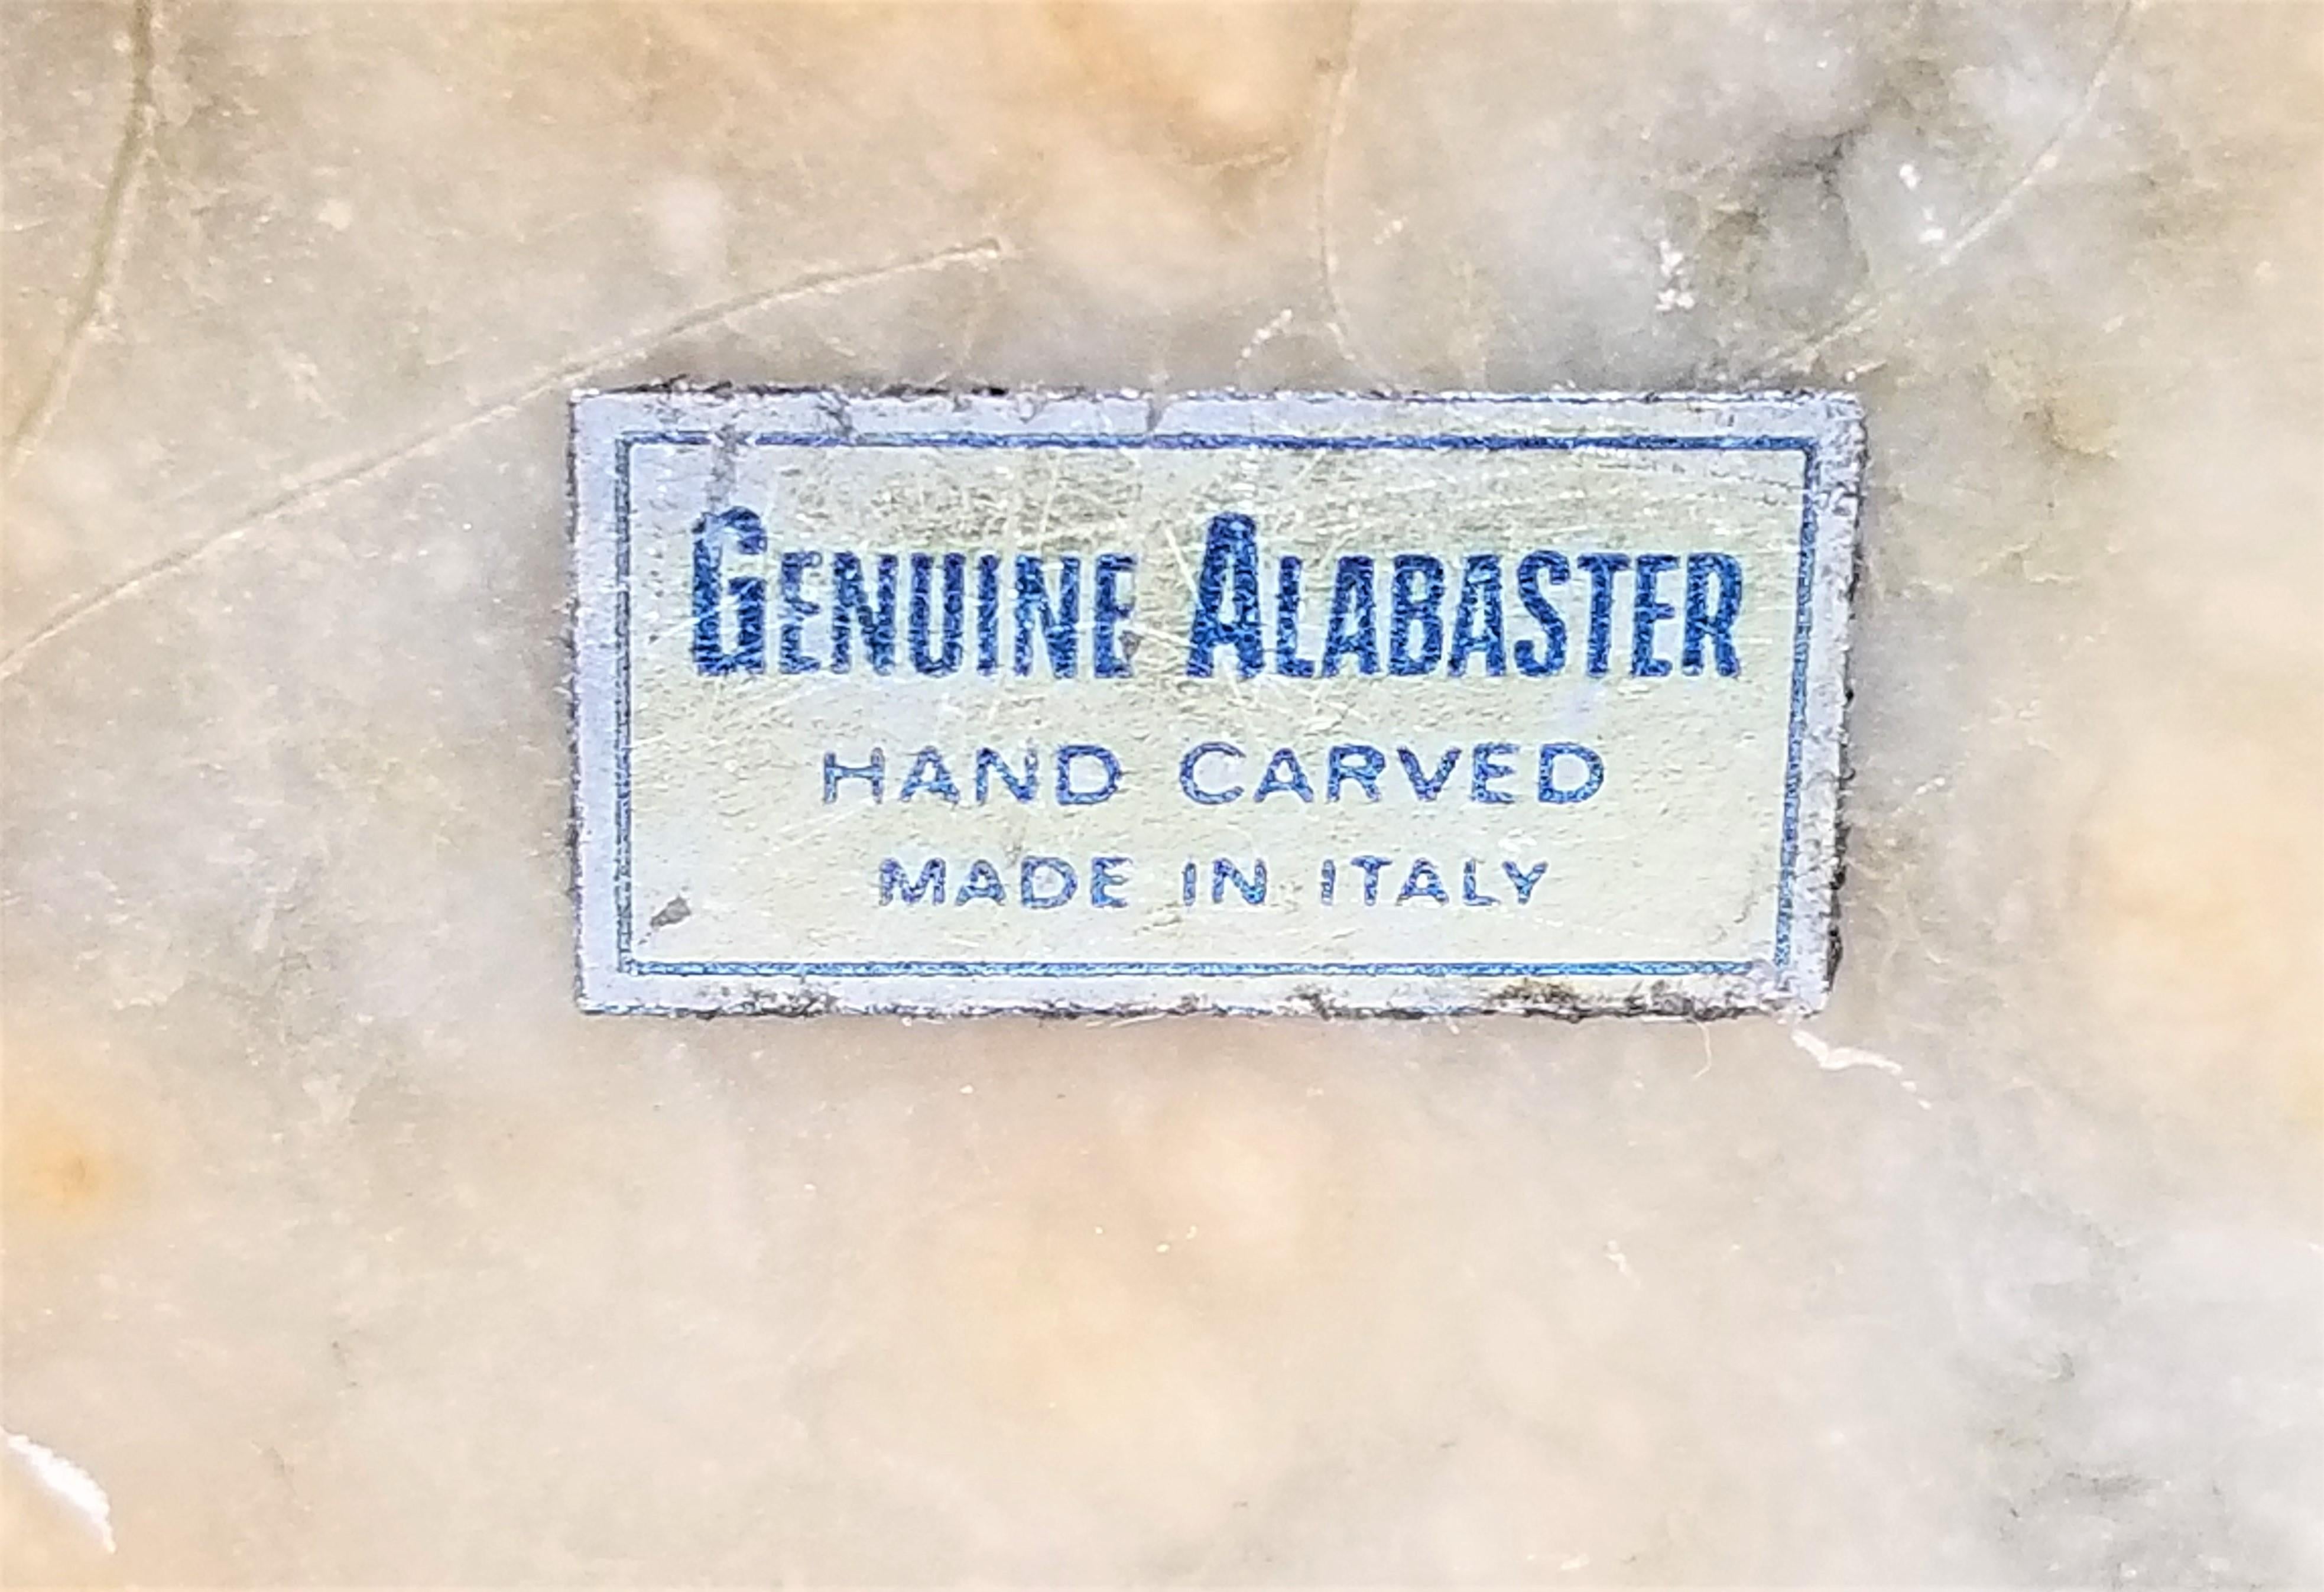 GENUINE ALABASTER
HAND CARVED
MADE IN ITALY